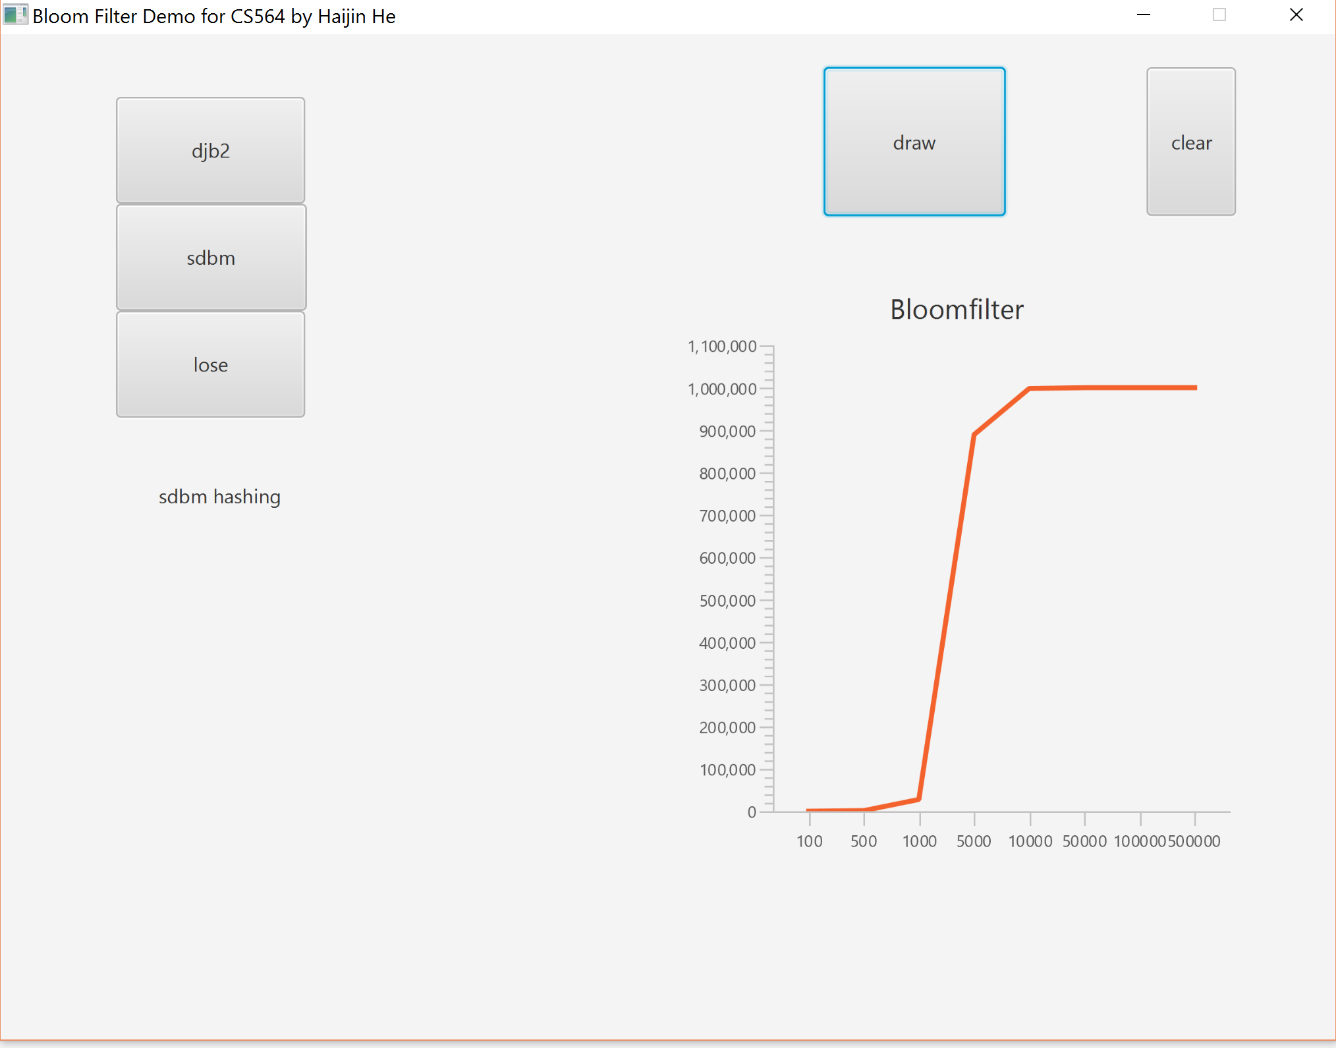 Bloom Filter Demo for CS564 by Haijin He
djb2
sdbm
lose
sdbm hashing
draw
clear
Bloomfilter
1,100,000
1,000,000
900,000
800,000
700,000
600,000
500,000
400,000
300,000
200,000
100,000
0
100 500 1000 5000 10000 50000 100000 500000